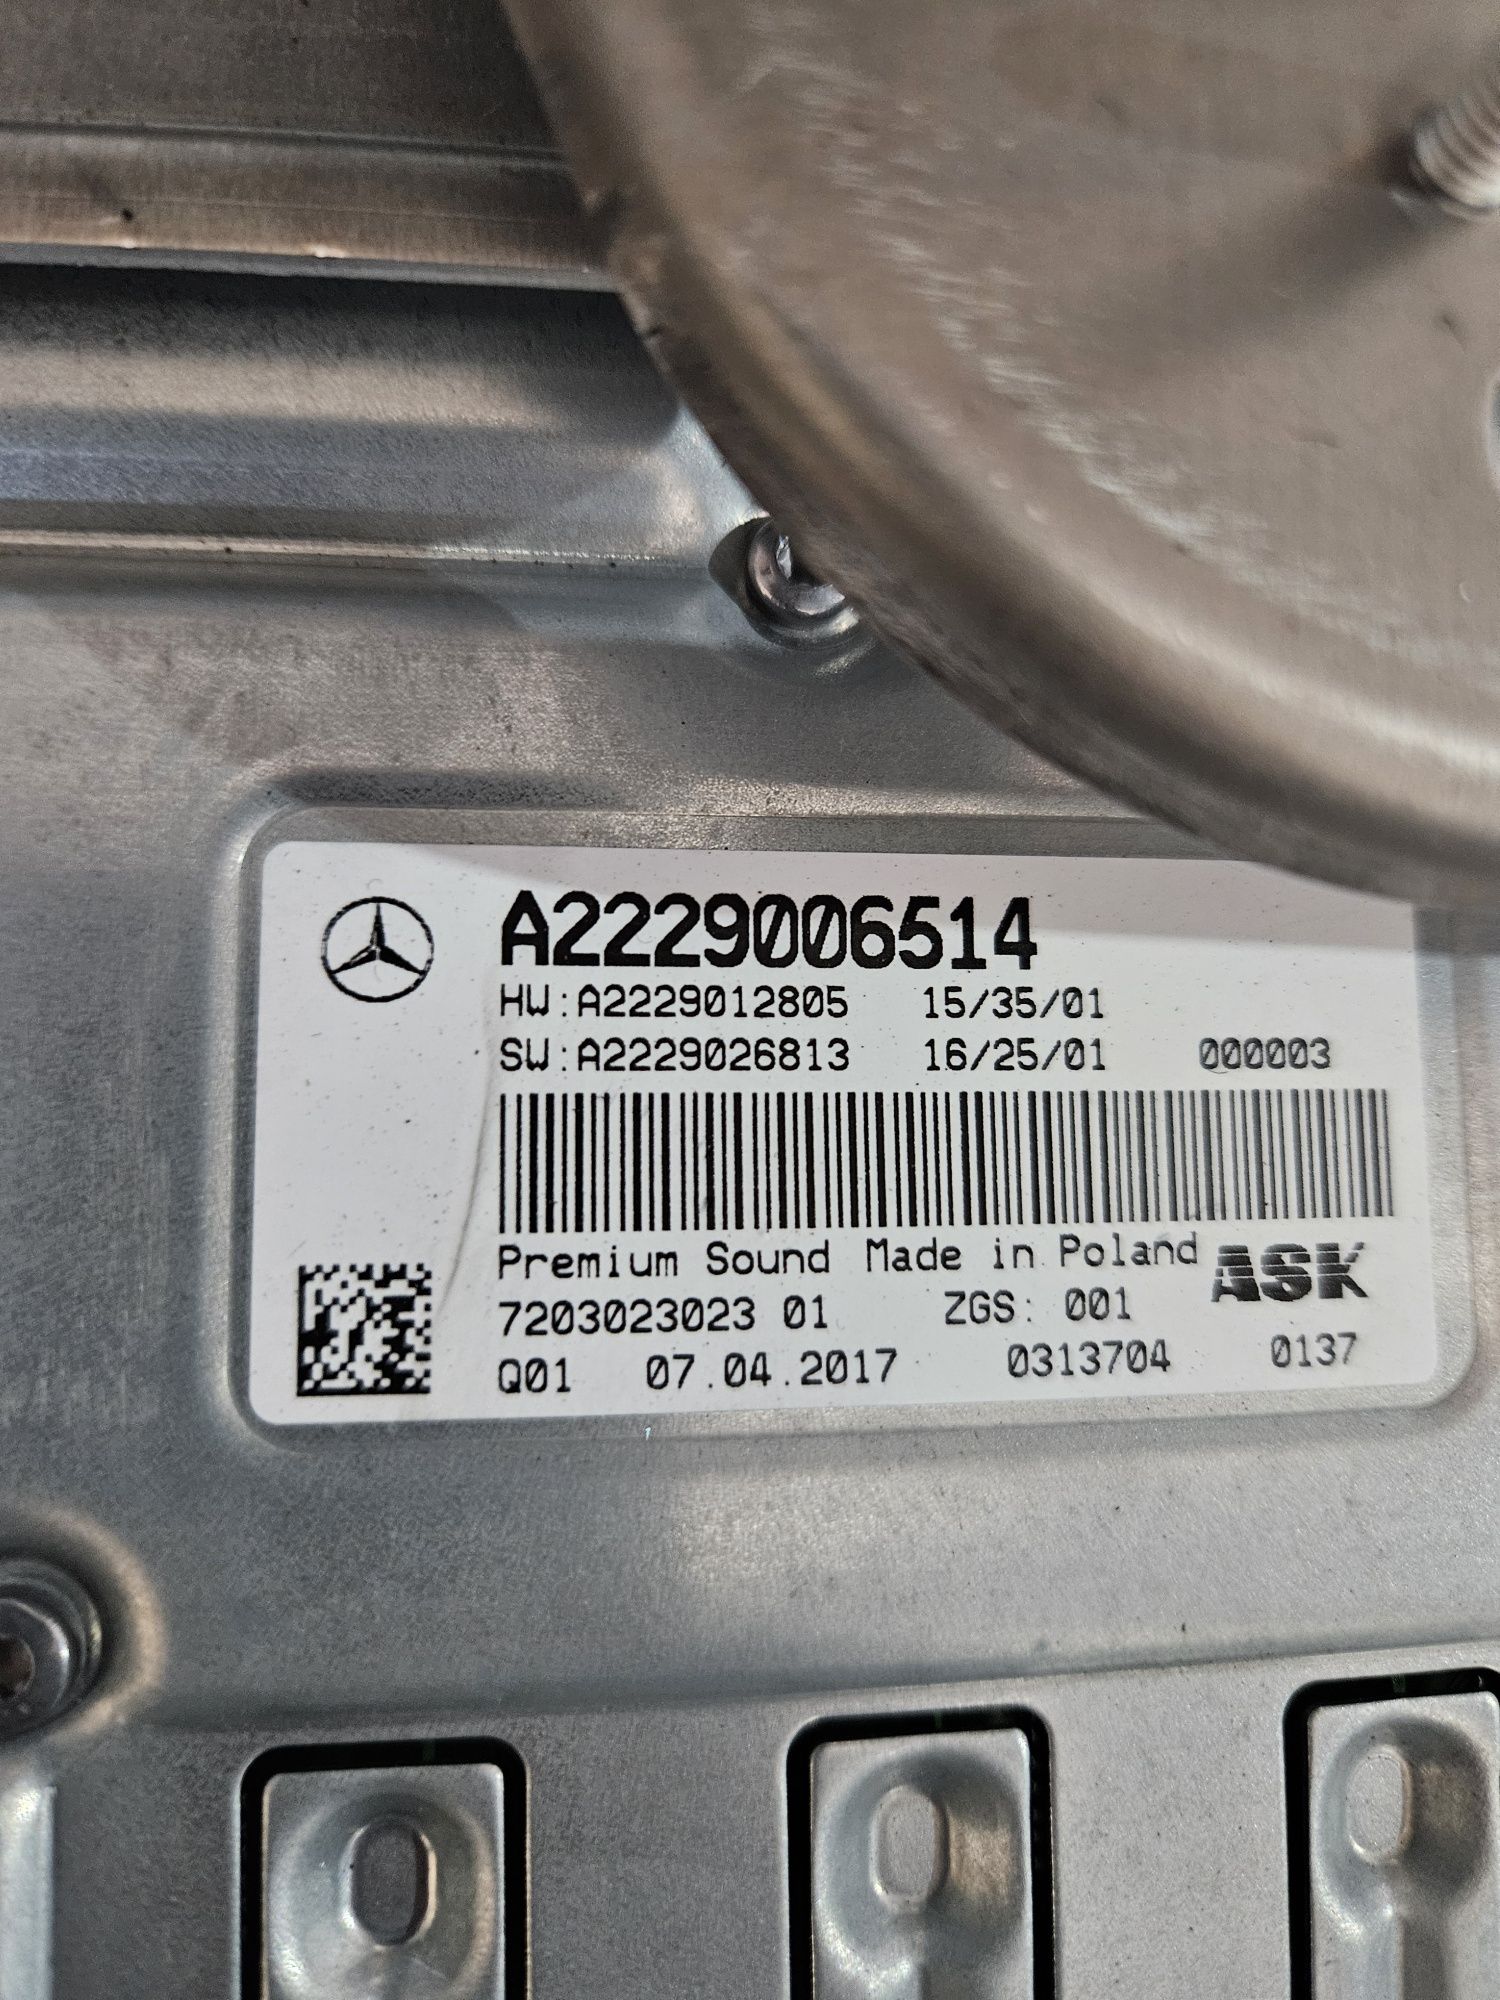 A2229006514
HW:A2229012805 15/35/01
SW:A2229026813 16/25/01 000003
Premium Sound Made in Poland ASK
7203023023 01 ZGS: 001
Q01 07.04.2017 0313704 0137